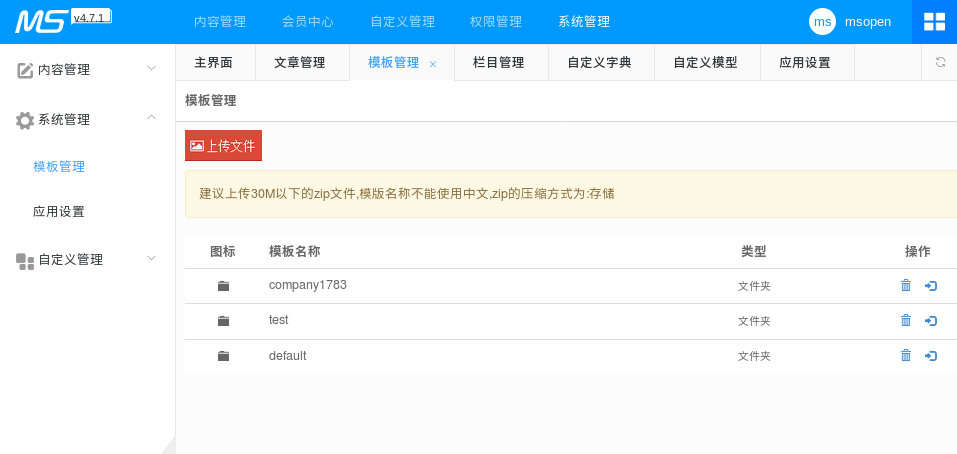 MS v4.7.1 内容管理 会员中心 自定义管理 权限管理 系统管理 ms msopen
内容管理
系统管理
模板管理
应用设置
自定义管理
主界面 文章管理 模板管理 × 栏目管理 自定义字典 自定义模型 应用设置
模板管理
上传文件
建议上传30M以下的zip文件,模版名称不能使用中文,zip的压缩方式为:存储
图标 模板名称 类型 操作
company1783 文件夹
test 文件夹
default 文件夹